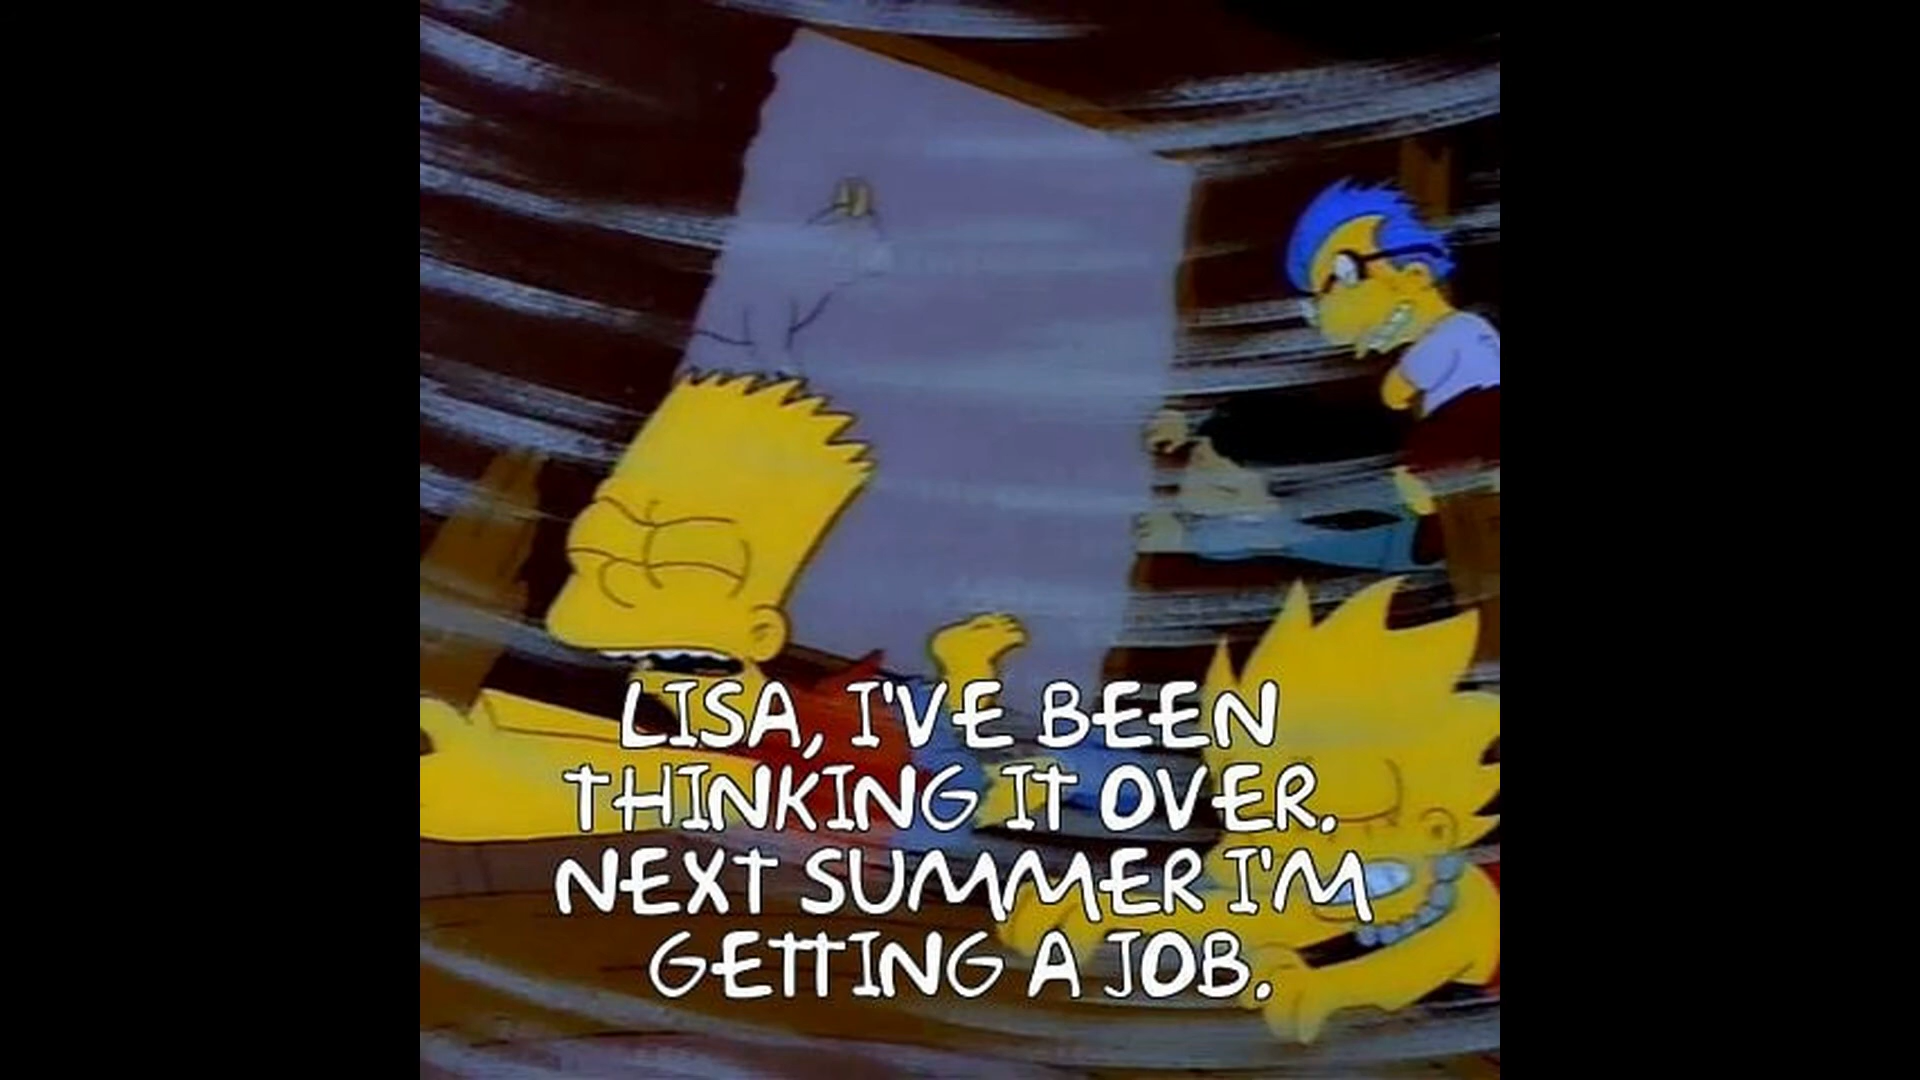 LISA, I'VE BEEN
THINKING IT OVER.
NEXT SUMMER I'M
GETTING A JOB.